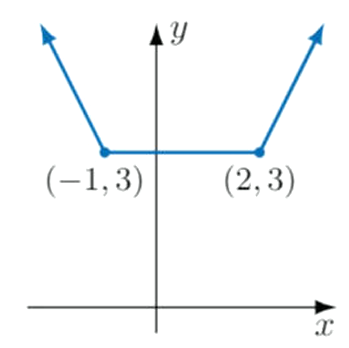 y
(−1, 3) (2, 3)
x